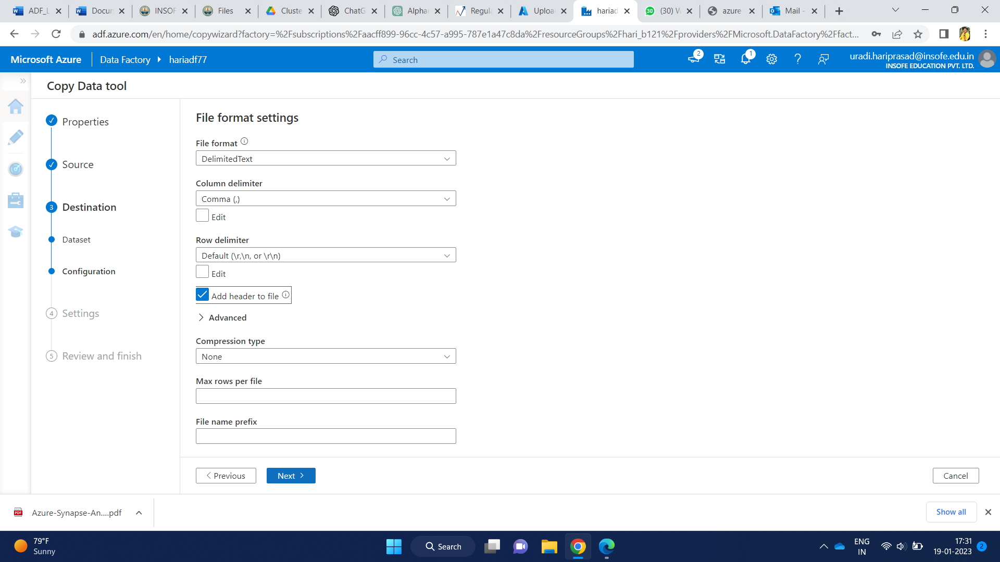 ADF_L
Docun
INSOF
Files
Cluste
ChatG
Alphar
Regula
Uploa
hariad
30
(30) W
azure
Mail -
adf.azure.com/en/home/copywizard?factory=%2Fsubscriptions%2Faacff899-96cc-4c57-a995-787e1a47c8da%2FresourceGroups%2Fhari_b121%2Fproviders%2FMicrosoft.DataFactory%2Ffact...
Microsoft Azure
Data Factory
hariadf77
Search
2
1
?
uradi.hariprasad@insofe.edu.in
INSOFE EDUCATION PVT. LTD.
Copy Data tool
Properties
Source
3 Destination
Dataset
Configuration
4 Settings
5 Review and finish
File format settings
File format
DelimitedText
Column delimiter
Comma (,)
Edit
Row delimiter
Default (\r,\n, or \r\n)
Edit
Add header to file
Advanced
Compression type
None
Max rows per file
File name prefix
Previous
Next
Cancel
PDF
Azure-Synapse-An....pdf
Show all
79°F
Sunny
Search
ENG
IN
17:31
19-01-2023
2